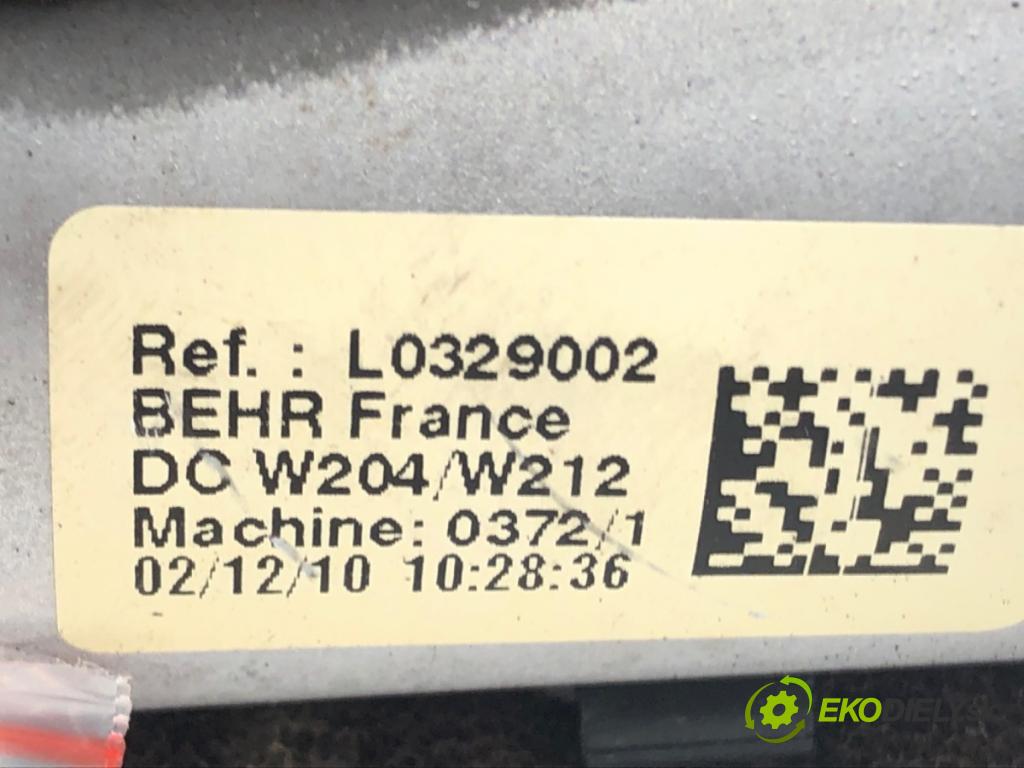 Ref. : L0329002
BEHR France
DC W204/W212
Machine: 0372/1
02/12/10 10:28:36
EKODIELY